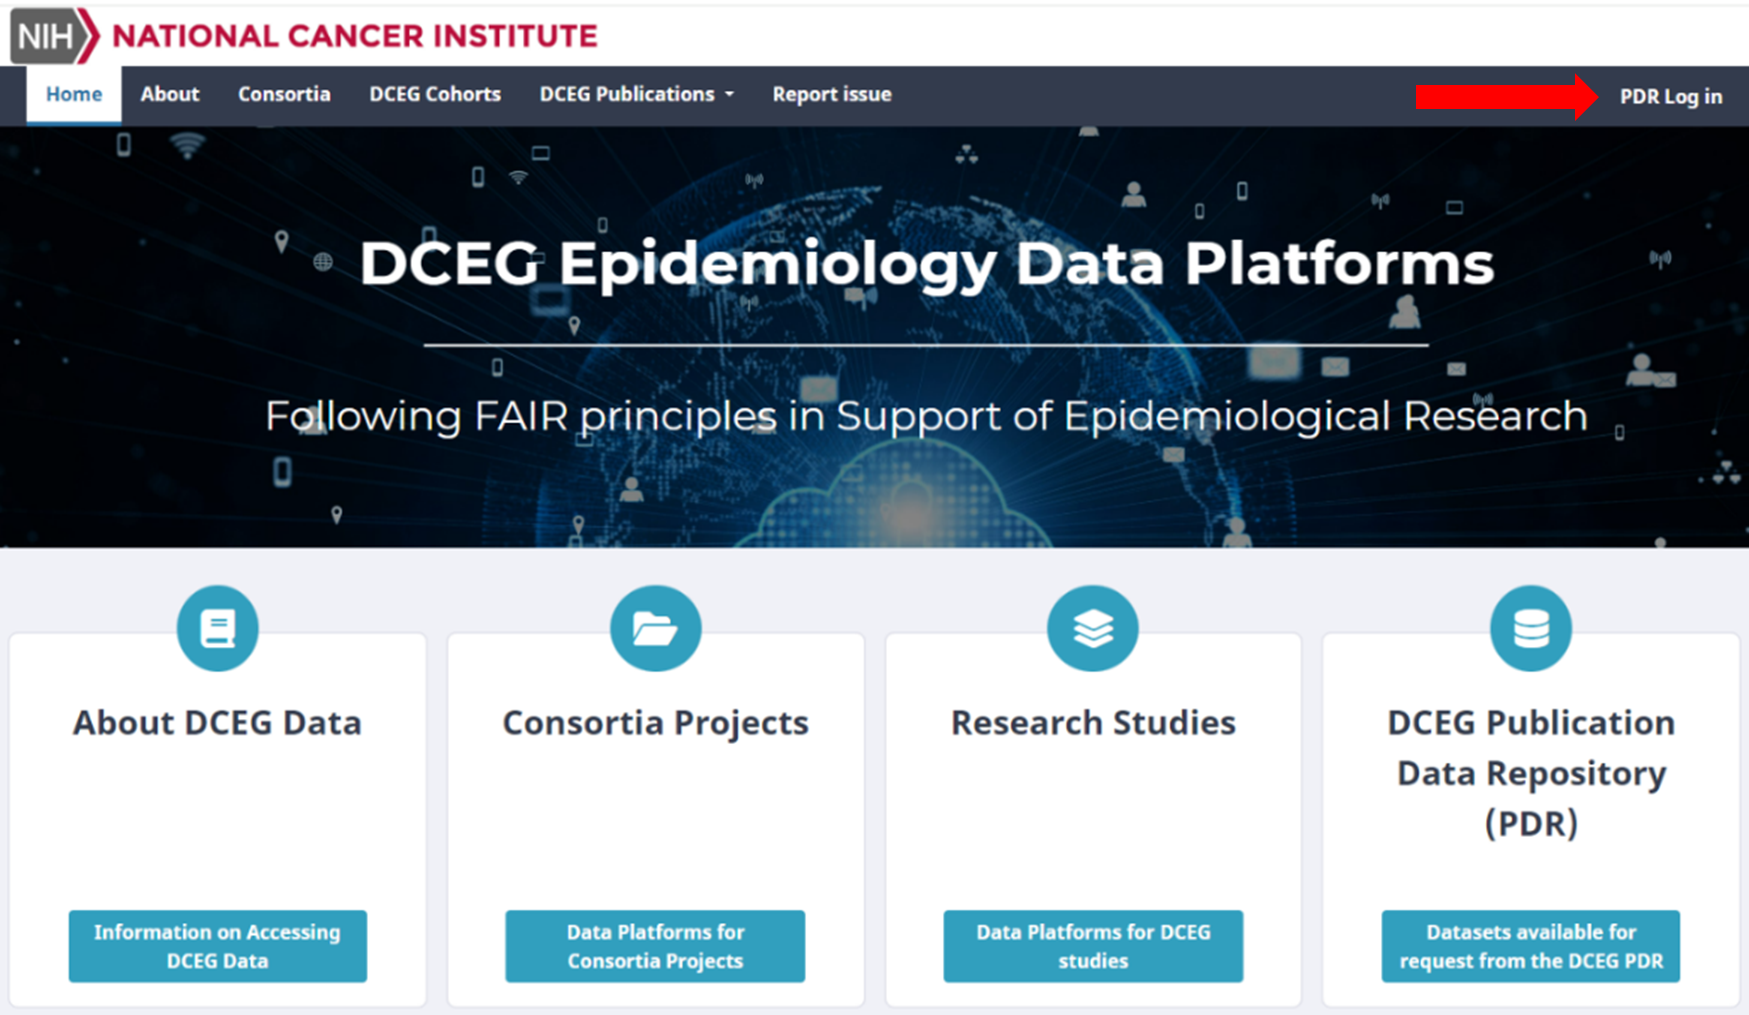 NIH NATIONAL CANCER INSTITUTE
Home About Consortia DCEG Cohorts DCEG Publications Report issue PDR Log in
DCEG Epidemiology Data Platforms
Following FAIR principles in Support of Epidemiological Research
About DCEG Data
Information on Accessing
DCEG Data
Consortia Projects
Data Platforms for
Consortia Projects
Research Studies
Data Platforms for DCEG
studies
DCEG Publication
Data Repository
(PDR)
Datasets available for
request from the DCEG PDR